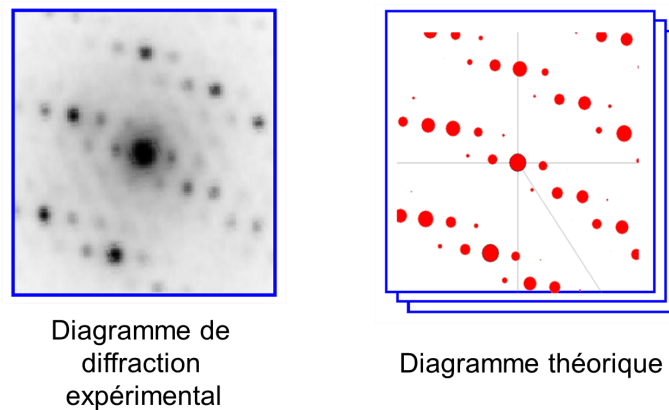 Diagramme de
diffraction
expérimental
Diagramme théorique